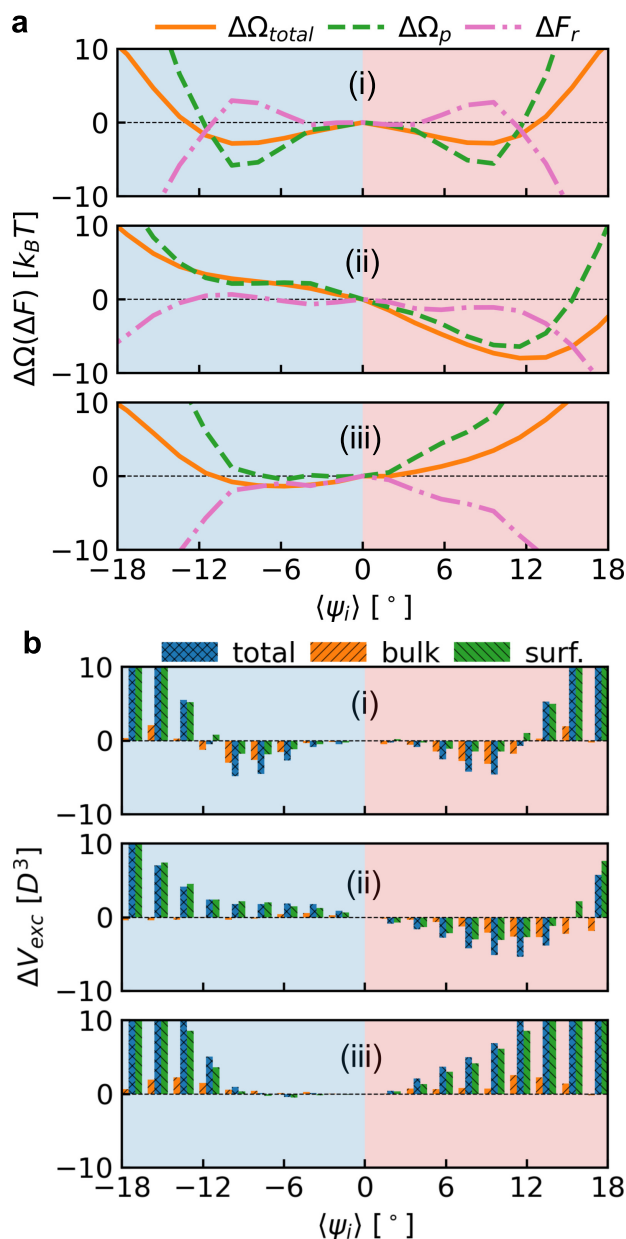 a
ΔΩtotal ΔΩp ΔFr
10
(i)
0
−10
10
(ii)
0
−10
10
(iii)
0
−10
−18 −12 −6 0 6 12 18
ΔΩ(ΔF) [kBT]
⟨ψi⟩ [°]
b
total bulk surf.
10
(i)
0
−10
10
(ii)
0
−10
10
(iii)
0
−10
−18 −12 −6 0 6 12 18
ΔVexc [D³]
⟨ψi⟩ [°]